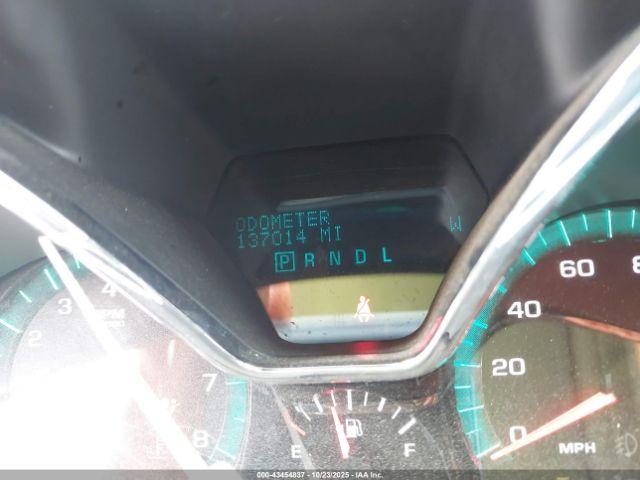 ODOMETER
137014 MI
W
P R N D L
2 3 4 7 8
0 20 40 60 8
MPH
E F
000-43454837 - 10/23/2025 - IAA Inc.